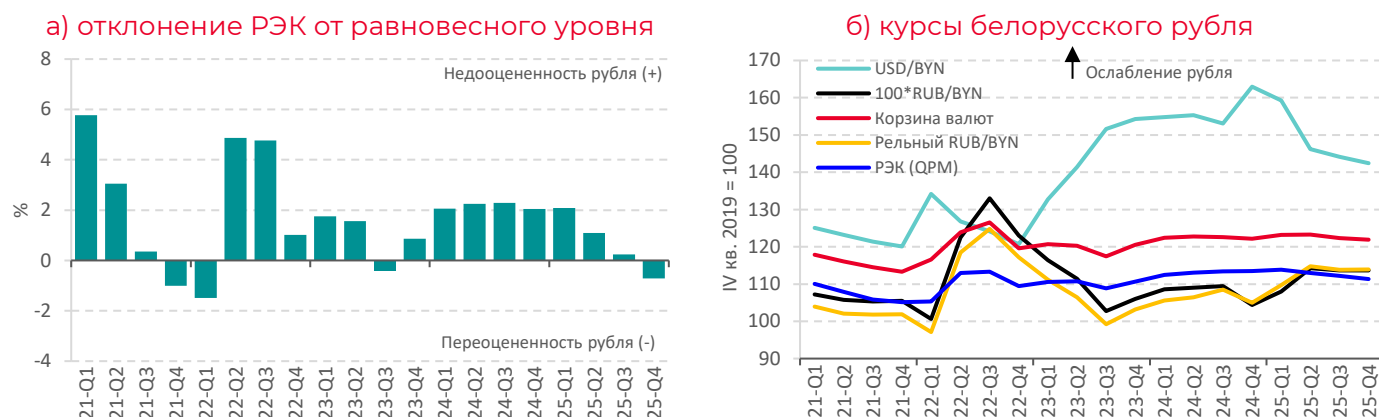 а) отклонение РЭК от равновесного уровня
Недооцененность рубля (+)
%
8
6
4
2
0
-2
-4
Переоцененность рубля (-)
21-Q1
21-Q2
21-Q3
21-Q4
22-Q1
22-Q2
22-Q3
22-Q4
23-Q1
23-Q2
23-Q3
23-Q4
24-Q1
24-Q2
24-Q3
24-Q4
25-Q1
25-Q2
25-Q3
25-Q4
б) курсы белорусского рубля
USD/BYN
100*RUB/BYN
Корзина валют
Рельный RUB/BYN
РЭК (QPM)
Ослабление рубля
IV кв. 2019 = 100
170
160
150
140
130
120
110
100
90
21-Q1
21-Q2
21-Q3
21-Q4
22-Q1
22-Q2
22-Q3
22-Q4
23-Q1
23-Q2
23-Q3
23-Q4
24-Q1
24-Q2
24-Q3
24-Q4
25-Q1
25-Q2
25-Q3
25-Q4